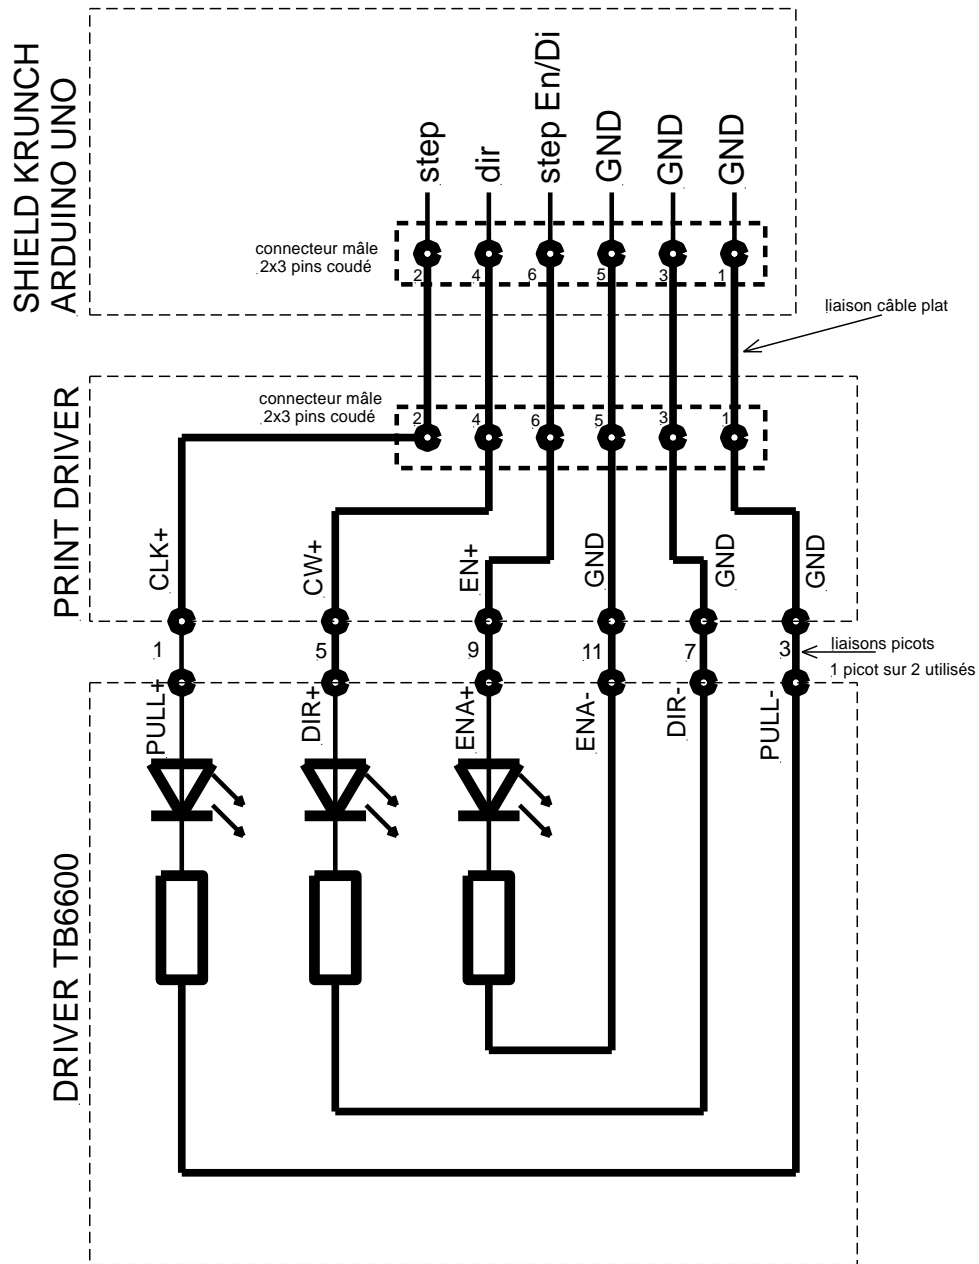 SHIELD KRUNCH
ARDUINO UNO
step
dir
step En/Di
GND
GND
GND
connecteur mâle
2x3 pins coudé
2
4
6
5
3
1
liaison câble plat
PRINT DRIVER
connecteur mâle
2x3 pins coudé
2
4
6
5
3
1
CLK+
CW+
EN+
GND
GND
GND
1
5
9
11
7
3
liaisons picots
1 picot sur 2 utilisés
DRIVER TB6600
PULL+
DIR+
ENA+
ENA-
DIR-
PULL-